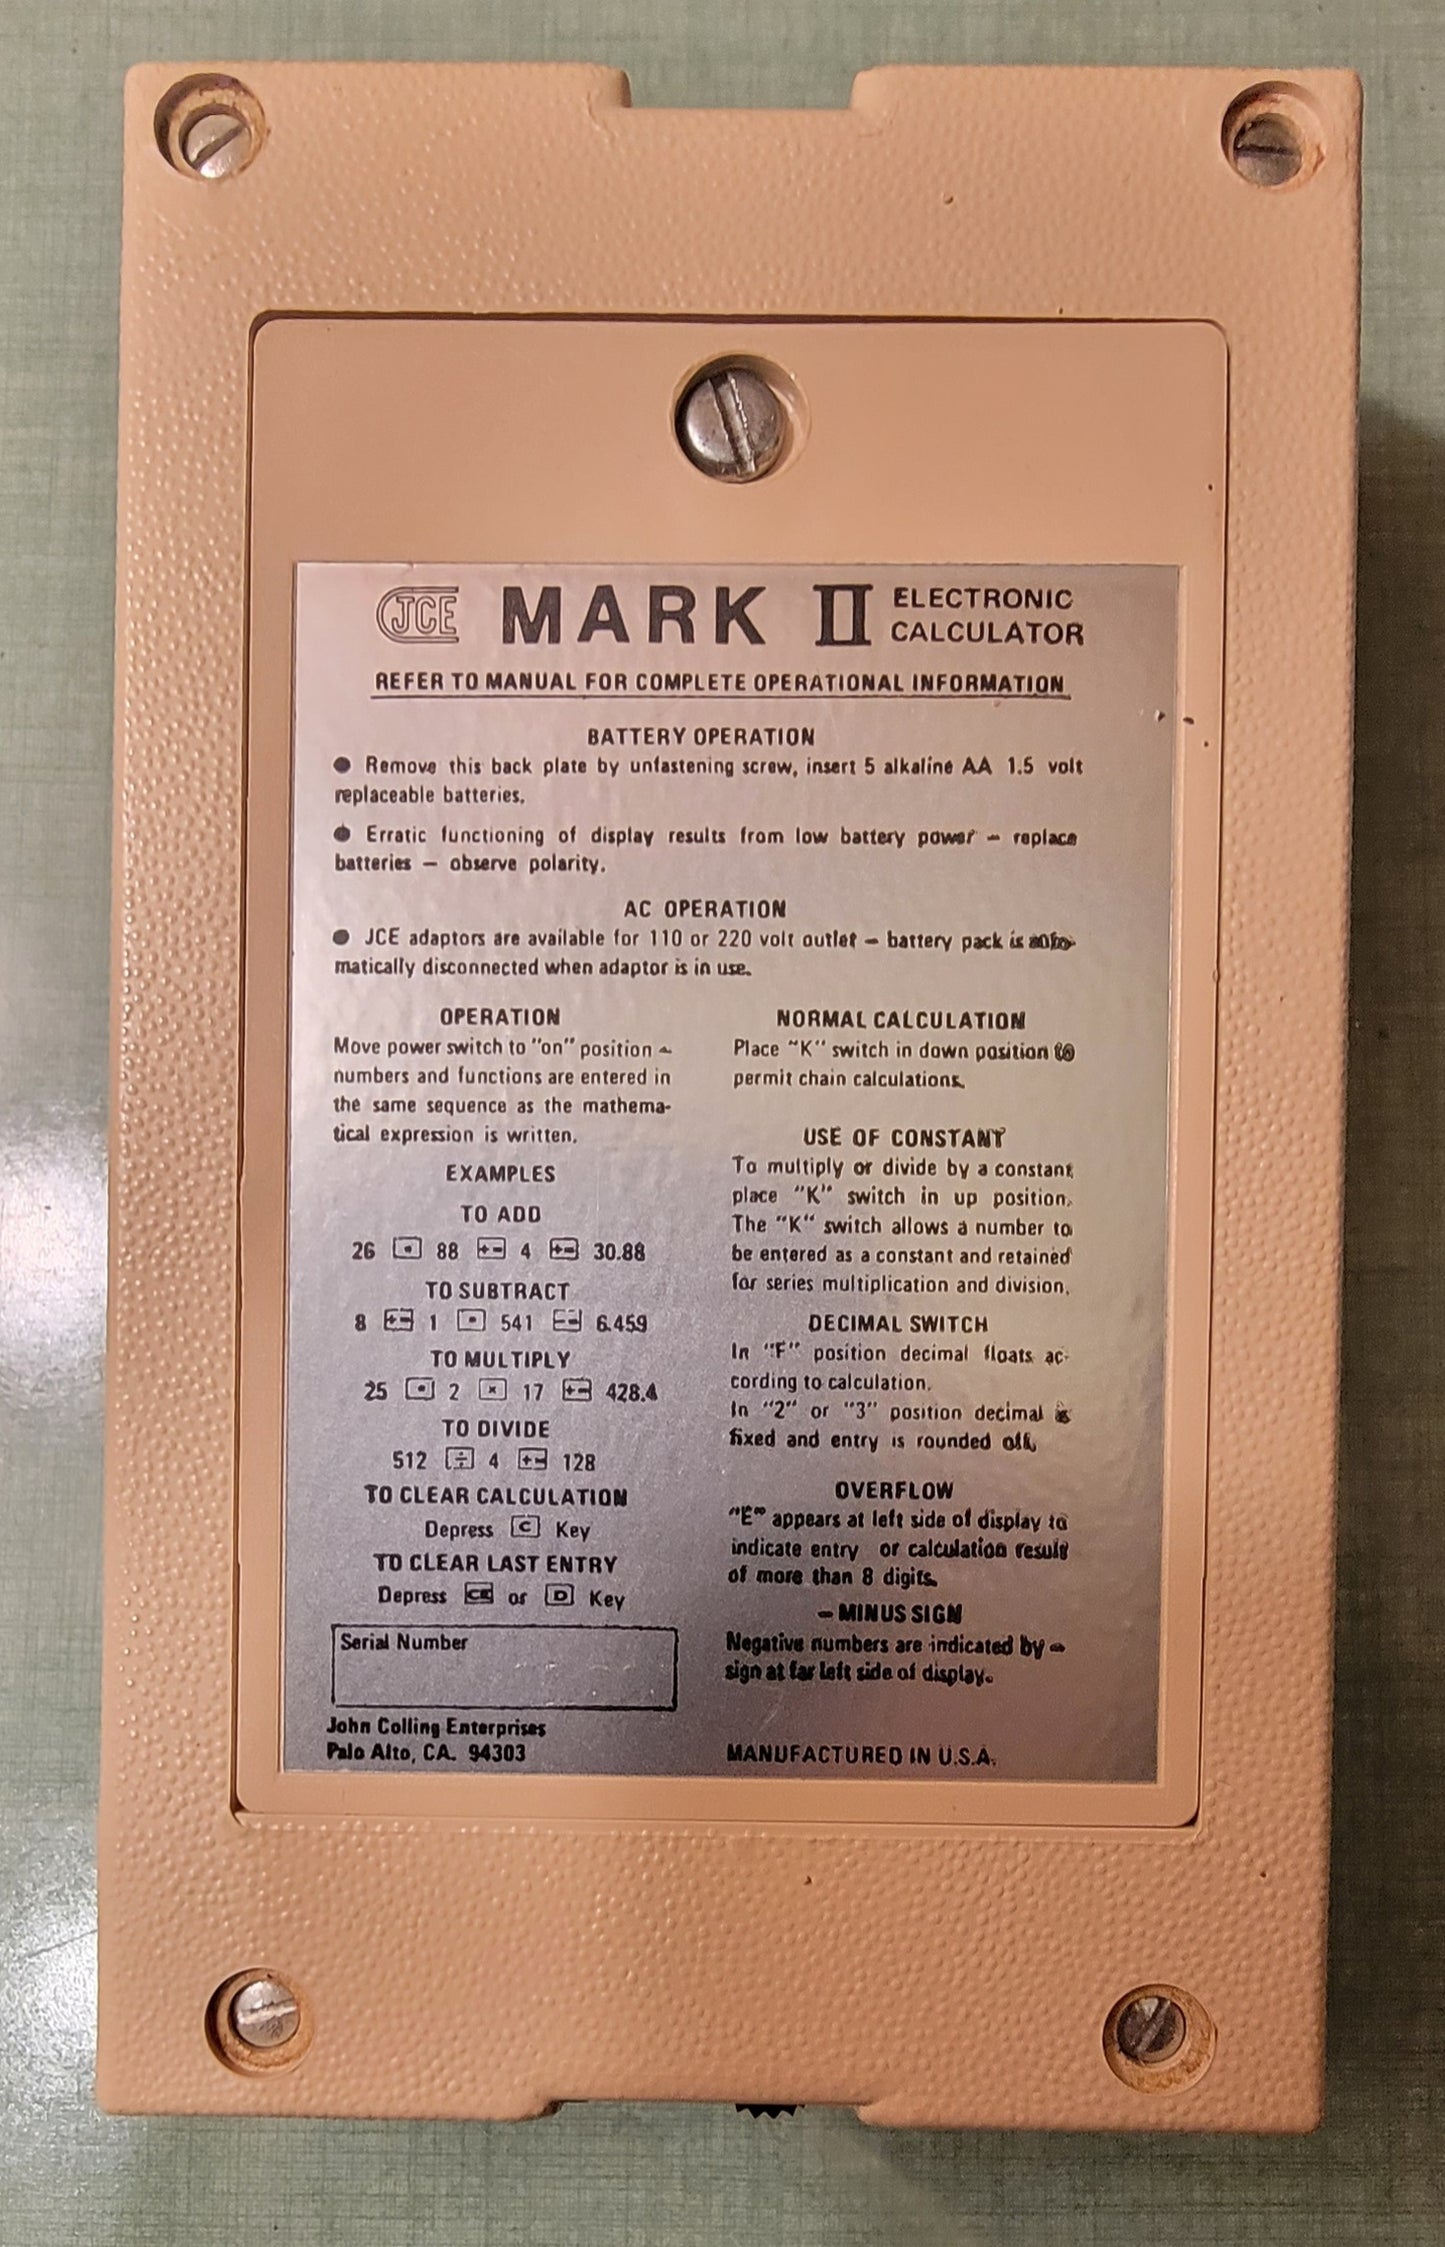 JCE MARK II ELECTRONIC
CALCULATOR
REFER TO MANUAL FOR COMPLETE OPERATIONAL INFORMATION
BATTERY OPERATION
● Remove this back plate by unfastening screw, insert 5 alkaline AA 1.5 volt
replaceable batteries.
● Erratic functioning of display results from low battery power – replace
batteries – observe polarity.
AC OPERATION
● JCE adaptors are available for 110 or 220 volt outlet – battery pack is auto-
matically disconnected when adaptor is in use.
OPERATION
Move power switch to "on" position –
numbers and functions are entered in
the same sequence as the mathema-
tical expression is written.
EXAMPLES
TO ADD
26 [•] 88 [+=] 4 [+=] 30.88
TO SUBTRACT
8 [+=] 1 [•] 541 [–=] 6.459
TO MULTIPLY
25 [•] 2 [×] 17 [+=] 428.4
TO DIVIDE
512 [÷] 4 [+=] 128
TO CLEAR CALCULATION
Depress [C] Key
TO CLEAR LAST ENTRY
Depress [CE] or [D] Key
Serial Number
John Colling Enterprises
Palo Alto, CA. 94303
NORMAL CALCULATION
Place "K" switch in down position to
permit chain calculations.
USE OF CONSTANT
To multiply or divide by a constant
place "K" switch in up position.
The "K" switch allows a number to
be entered as a constant and retained
for series multiplication and division.
DECIMAL SWITCH
In "F" position decimal floats ac-
cording to calculation.
In "2" or "3" position decimal is
fixed and entry is rounded off.
OVERFLOW
"E" appears at left side of display to
indicate entry or calculation result
of more than 8 digits.
– MINUS SIGN
Negative numbers are indicated by –
sign at far left side of display.
MANUFACTURED IN U.S.A.